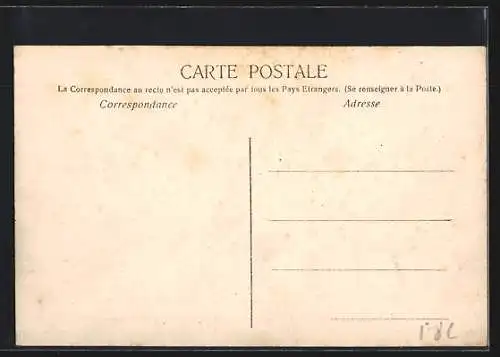 CARTE POSTALE
La Correspondance au recto n'est pas acceptée par tous les Pays Etrangers. (Se renseigner à la Poste.)
Correspondance Adresse